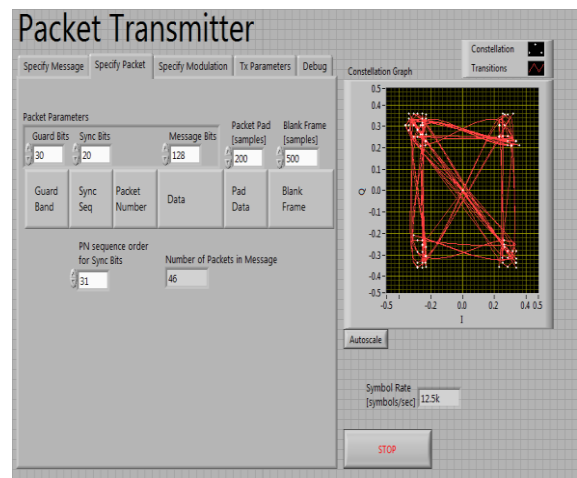 Packet Transmitter
Specify Message Specify Packet Specify Modulation Tx Parameters Debug
Packet Parameters
Guard Bits
30
Sync Bits
20
Message Bits
128
Packet Pad
[samples]
200
Blank Frame
[samples]
500
Guard
Band
Sync
Seq
Packet
Number
Data
Pad
Data
Blank
Frame
PN sequence order
for Sync
Bits
31
Number of Packets in Message
46
Constellation
Transitions
Constellation Graph
0.5
0.4
0.3
0.2
0.1
0.0
-0.1
-0.2
-0.3
-0.4
-0.5
Q
-0.5 -0.2 0.0 0.2 0.4 0.5
I
Autoscale
Symbol Rate
[symbols/sec]
12.5k
STOP